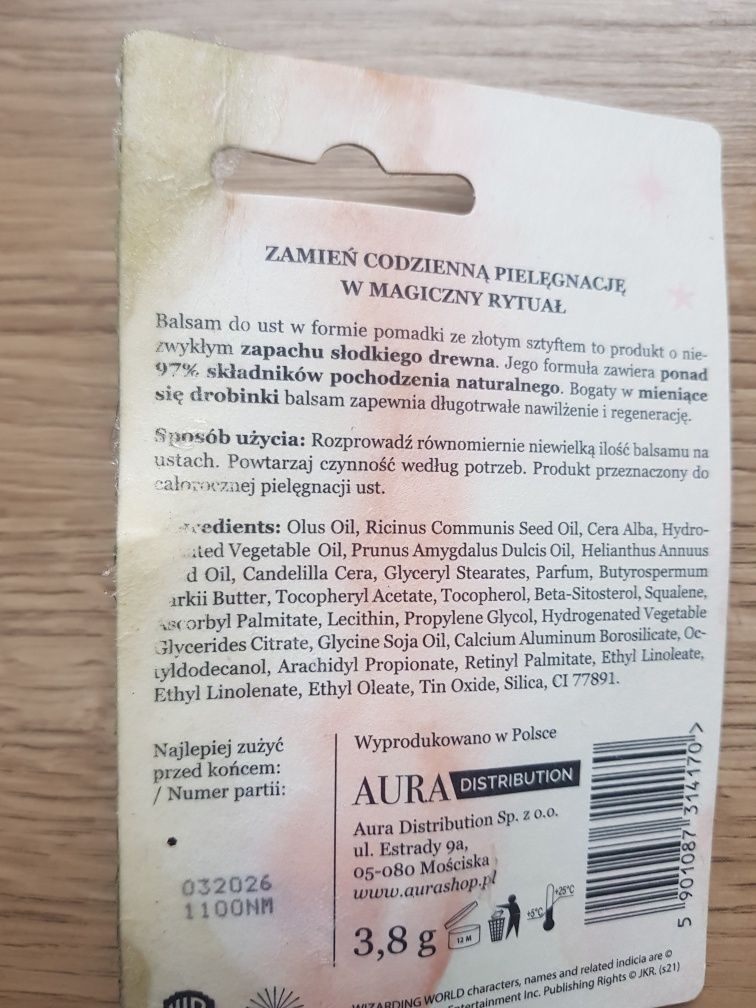 ZAMIEŃ CODZIENNĄ PIELĘGNACJĘ
W MAGICZNY RYTUAŁ
Balsam do ust w formie pomadki ze złotym sztyftem to produkt o nie-
zwykłym zapachu słodkiego drewna. Jego formuła zawiera ponad
97% składników pochodzenia naturalnego. Bogaty w mieniące
się drobinki balsam zapewnia długotrwałe nawilżenie i regenerację.
Sposób użycia: Rozprowadź równomiernie niewielką ilość balsamu na
ustach. Powtarzaj czynność według potrzeb. Produkt przeznaczony do
całorocznej pielęgnacji ust.
redients: Olus Oil, Ricinus Communis Seed Oil, Cera Alba, Hydro-
ted Vegetable Oil, Prunus Amygdalus Dulcis Oil, Helianthus Annuus
d Oil, Candelilla Cera, Glyceryl Stearates, Parfum, Butyrospermum
arkii Butter, Tocopheryl Acetate, Tocopherol, Beta-Sitosterol, Squalene,
Ascorbyl Palmitate, Lecithin, Propylene Glycol, Hydrogenated Vegetable
Glycerides Citrate, Glycine Soja Oil, Calcium Aluminum Borosilicate, Oc-
tyldodecanol, Arachidyl Propionate, Retinyl Palmitate, Ethyl Linoleate,
Ethyl Linolenate, Ethyl Oleate, Tin Oxide, Silica, CI 77891.
Najlepiej zużyć
przed końcem:
/ Numer partii:
032026
1100NM
Wyprodukowano w Polsce
AURA DISTRIBUTION
Aura Distribution Sp. z o.o.
ul. Estrady 9a,
05-080 Mościska
www.aurashop.pl
3,8 g
12 M
+5°C
+25°C
5 901087 314170 >
WB
WIZARDING WORLD characters, names and related indicia are ©
Entertainment Inc. Publishing Rights © JKR. (s21)